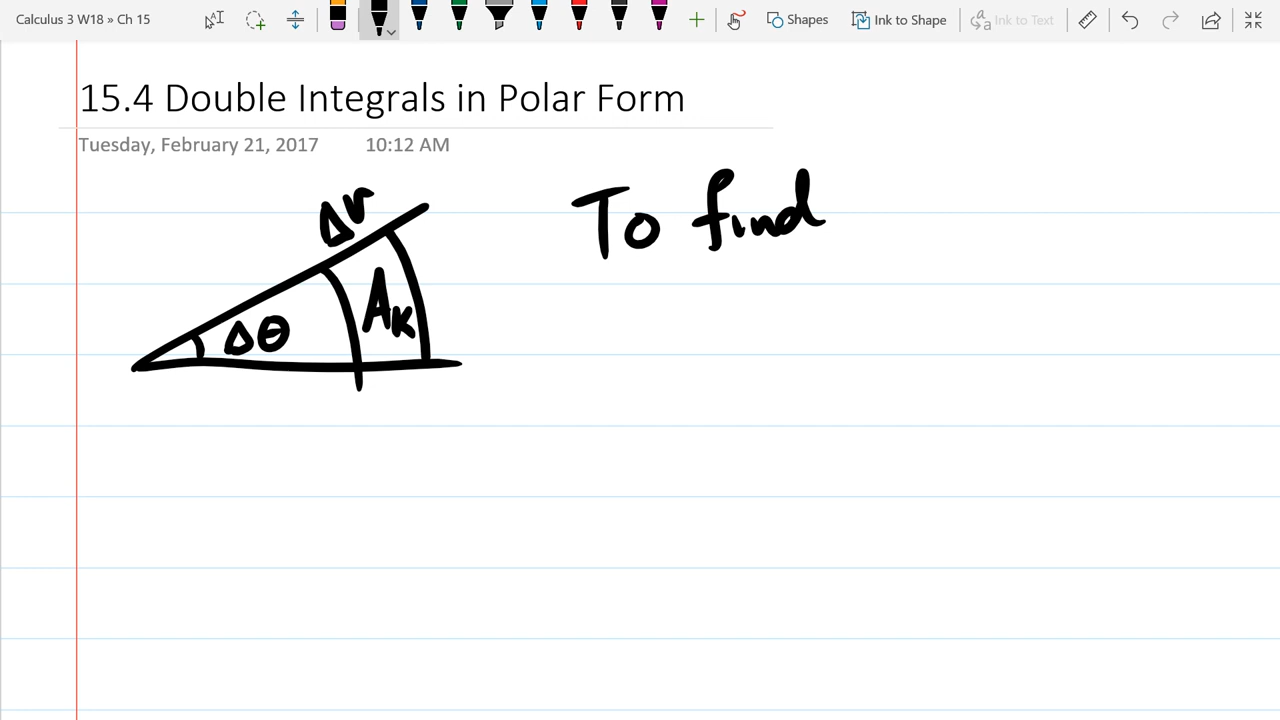 Calculus 3 W18 » Ch 15
Shapes
Ink to Shape
Ink to Text
15.4 Double Integrals in Polar Form
Tuesday, February 21, 2017 10:12 AM
Δr
To find
Δθ
AK